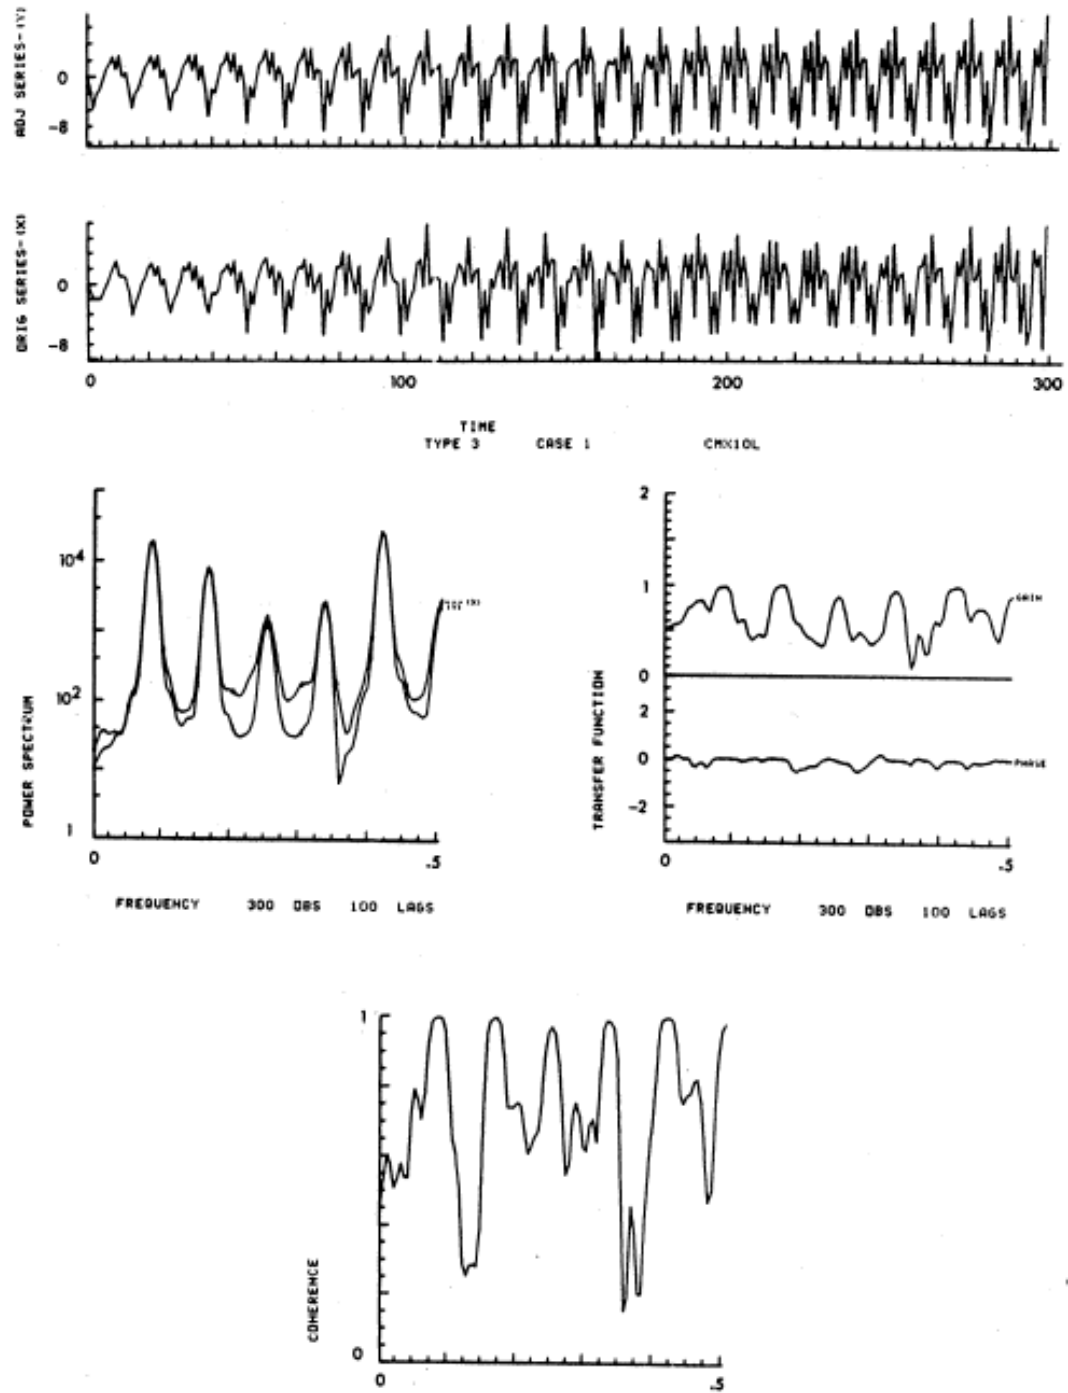 ADJ SERIES-(Y)
0
-8
ORIG SERIES-(X)
0
-8
0 100 200 300
TIME
TYPE 3 CASE 1 CMX10L
POWER SPECTRUM
10⁴
10²
1
(X)
0 .5
FREQUENCY 300 OBS 100 LAGS
TRANSFER FUNCTION
2
1
0
2
0
-2
GAIN
PHASE
0 .5
FREQUENCY 300 OBS 100 LAGS
COHERENCE
1
0
0 .5